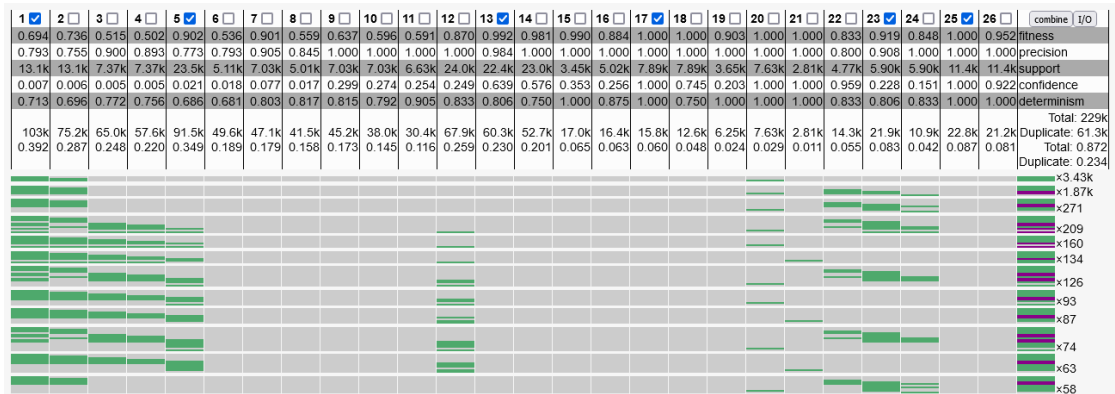 1 2 3 4 5 6 7 8 9 10 11 12 13 14 15 16 17 18 19 20 21 22 23 24 25 26 combine I/O
0.694 0.736 0.515 0.502 0.902 0.536 0.901 0.559 0.637 0.596 0.591 0.870 0.992 0.981 0.990 0.884 1.000 1.000 0.903 1.000 1.000 0.833 0.919 0.848 1.000 0.952 fitness
0.793 0.755 0.900 0.893 0.773 0.793 0.905 0.845 1.000 1.000 1.000 1.000 0.984 1.000 1.000 1.000 1.000 1.000 1.000 1.000 1.000 0.800 0.908 1.000 1.000 1.000 precision
13.1k 13.1k 7.37k 7.37k 23.5k 5.11k 7.03k 5.01k 7.03k 7.03k 6.63k 24.0k 22.4k 23.0k 3.45k 5.02k 7.89k 7.89k 3.65k 7.63k 2.81k 4.77k 5.90k 5.90k 11.4k 11.4k support
0.007 0.006 0.005 0.005 0.021 0.018 0.077 0.017 0.299 0.274 0.254 0.249 0.639 0.576 0.353 0.256 1.000 0.745 0.203 1.000 1.000 0.959 0.228 0.151 1.000 0.922 confidence
0.713 0.696 0.772 0.756 0.686 0.681 0.803 0.817 0.815 0.792 0.905 0.833 0.806 0.750 1.000 0.875 1.000 0.750 0.750 1.000 1.000 0.833 0.806 0.833 1.000 1.000 determinism
Total: 229k
103k 75.2k 65.0k 57.6k 91.5k 49.6k 47.1k 41.5k 45.2k 38.0k 30.4k 67.9k 60.3k 52.7k 17.0k 16.4k 15.8k 12.6k 6.25k 7.63k 2.81k 14.3k 21.9k 10.9k 22.8k 21.2k Duplicate: 61.3k
0.392 0.287 0.248 0.220 0.349 0.189 0.179 0.158 0.173 0.145 0.116 0.259 0.230 0.201 0.065 0.063 0.060 0.048 0.024 0.029 0.011 0.055 0.083 0.042 0.087 0.081 Total: 0.872
Duplicate: 0.234
×3.43k
×1.87k
×271
×209
×160
×134
×126
×93
×87
×74
×63
×58